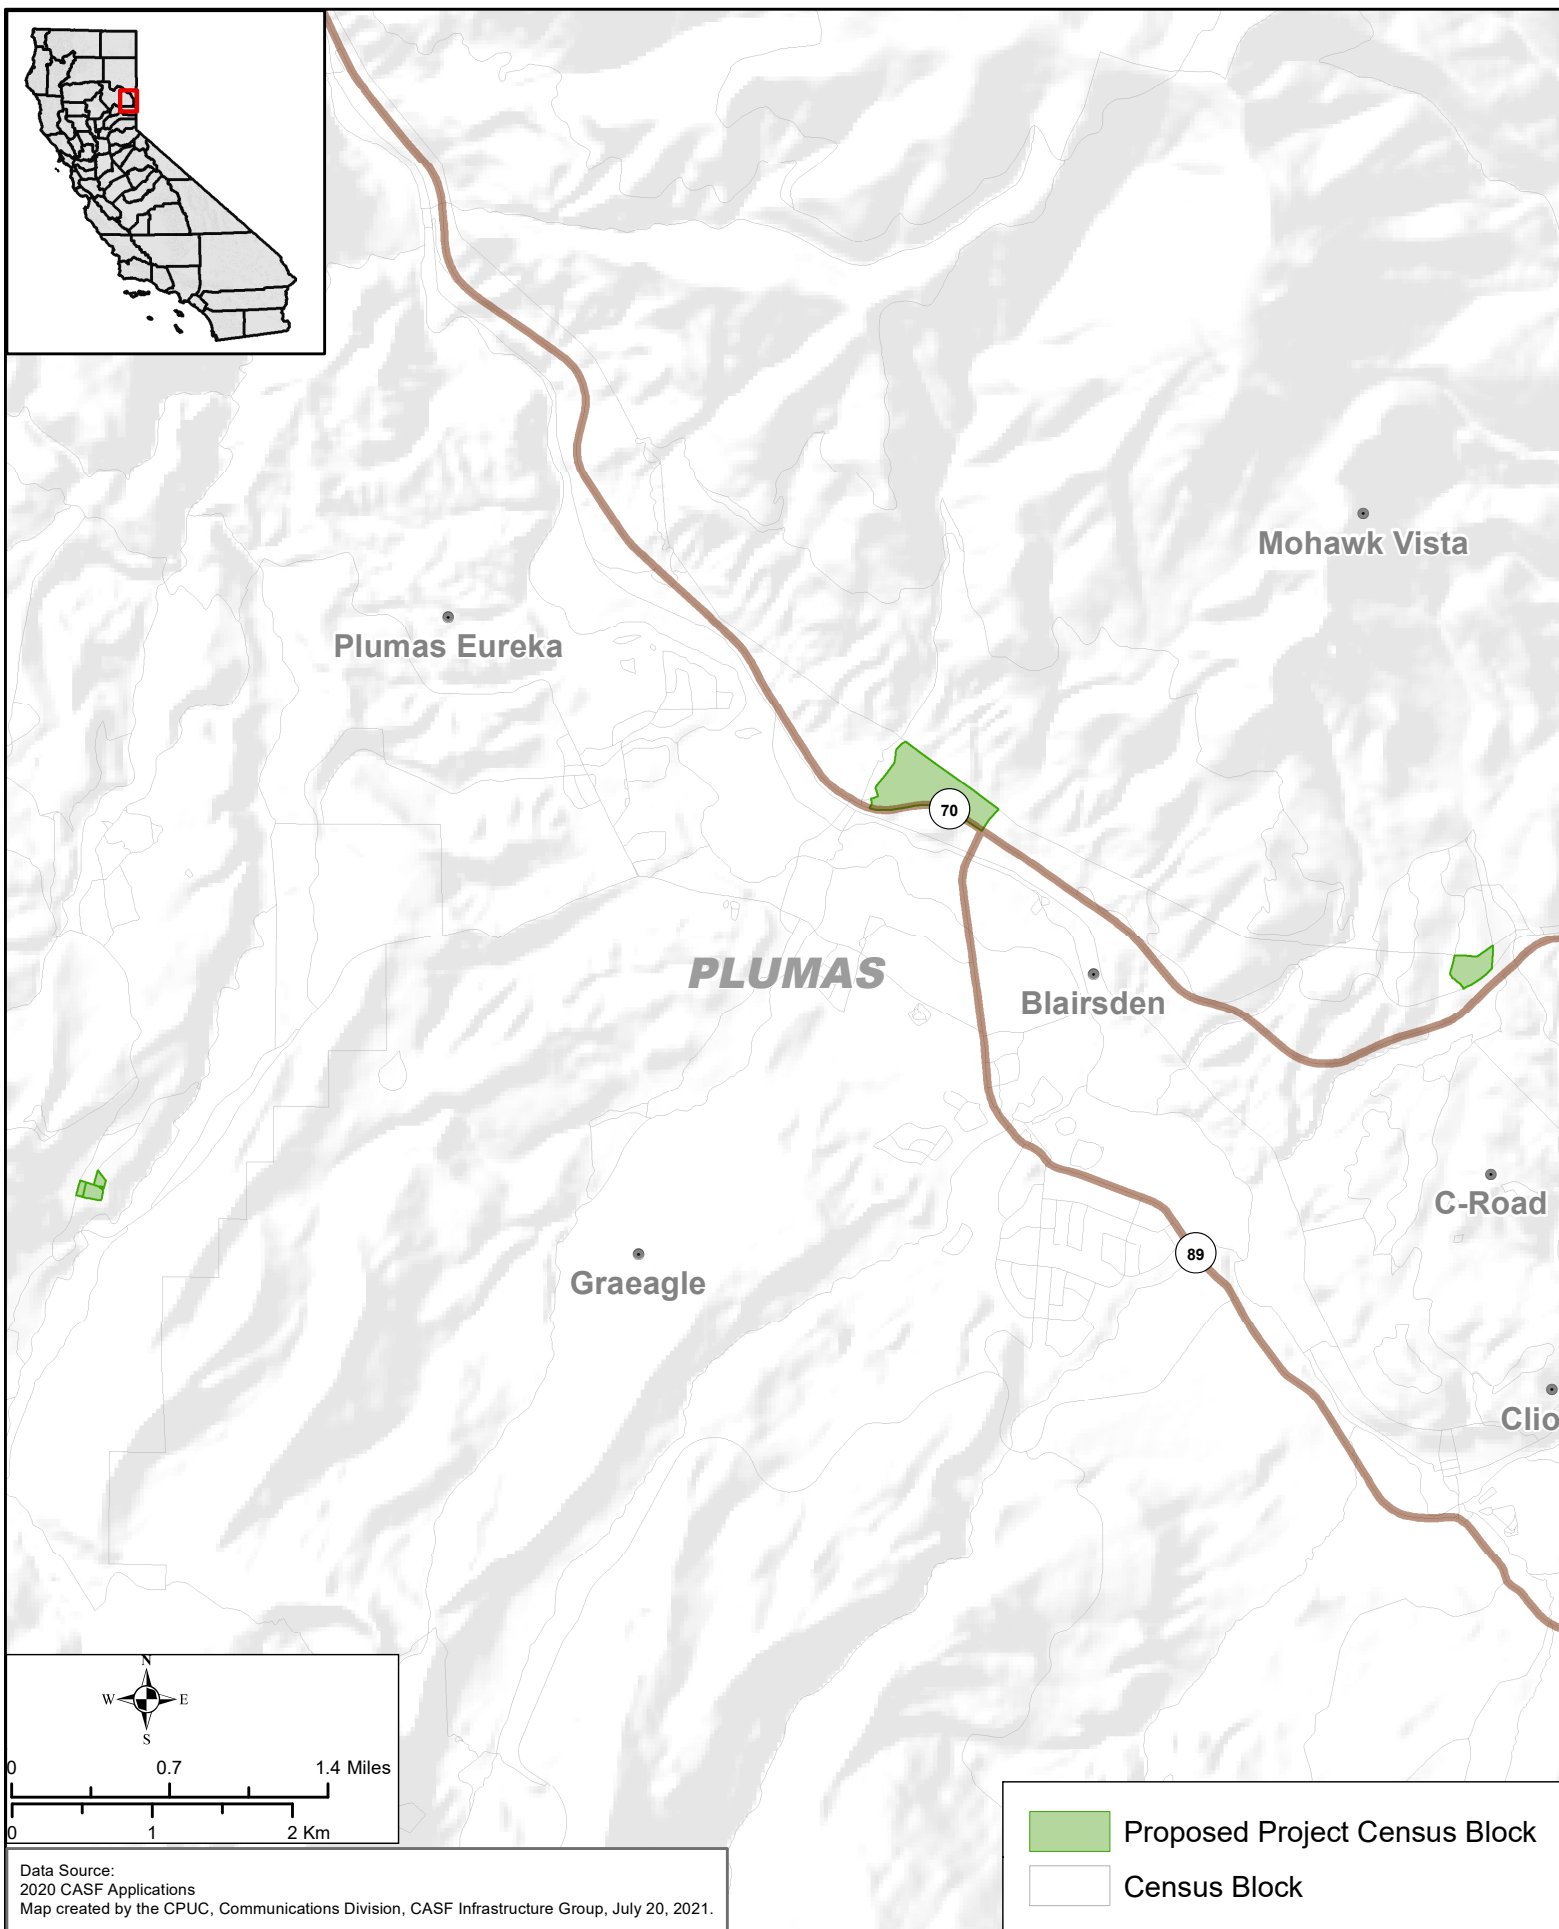 Mohawk Vista
Plumas Eureka
70
PLUMAS
Blairsden
C-Road
89
Graeagle
Clio
N
W E
S
0 0.7 1.4 Miles
0 1 2 Km
Proposed Project Census Block
Census Block
Data Source:
2020 CASF Applications
Map created by the CPUC, Communications Division, CASF Infrastructure Group, July 20, 2021.